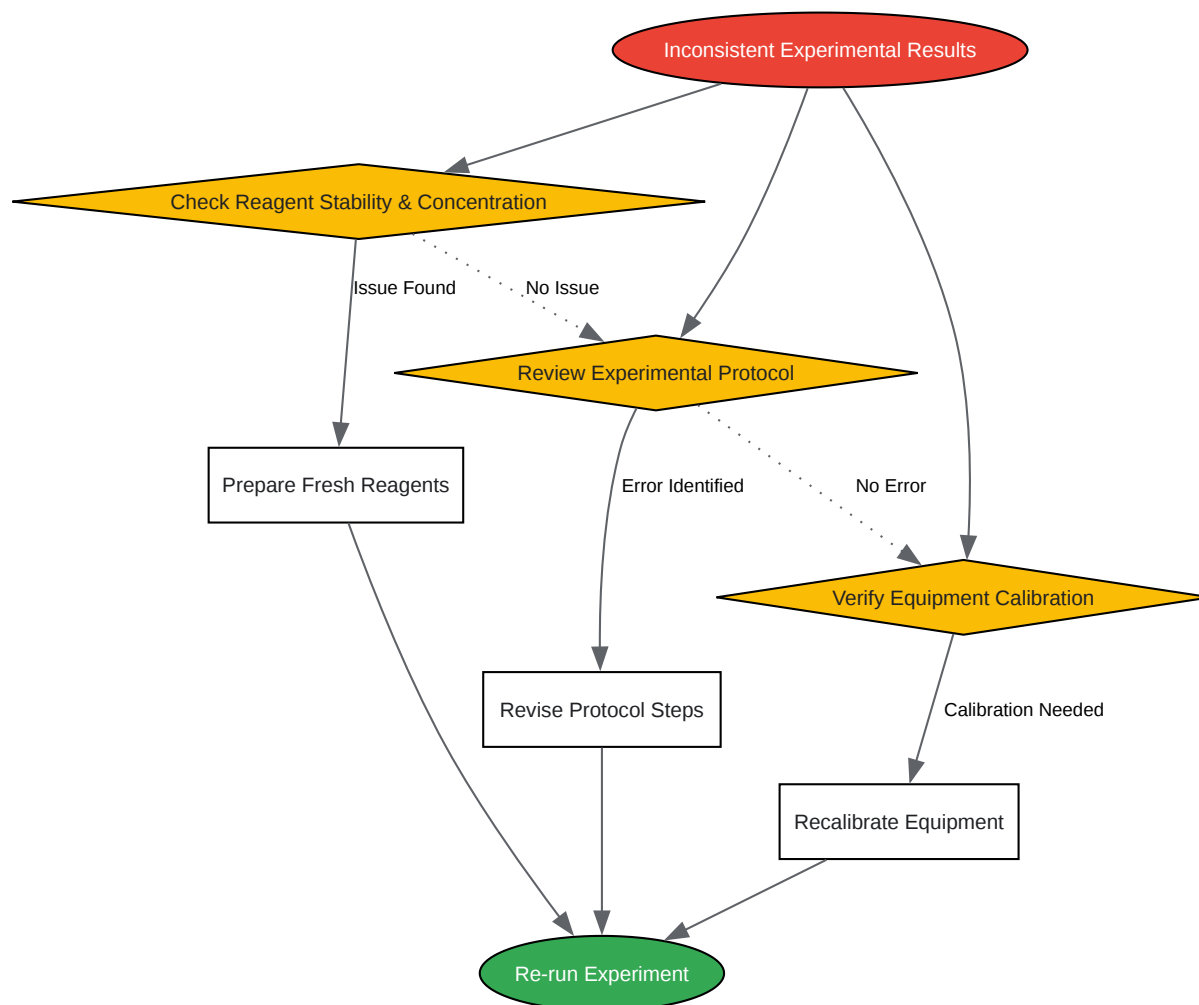 Inconsistent Experimental Results
Check Reagent Stability & Concentration
Issue Found
No Issue
Review Experimental Protocol
Prepare Fresh Reagents
Error Identified
No Error
Verify Equipment Calibration
Revise Protocol Steps
Calibration Needed
Recalibrate Equipment
Re-run Experiment